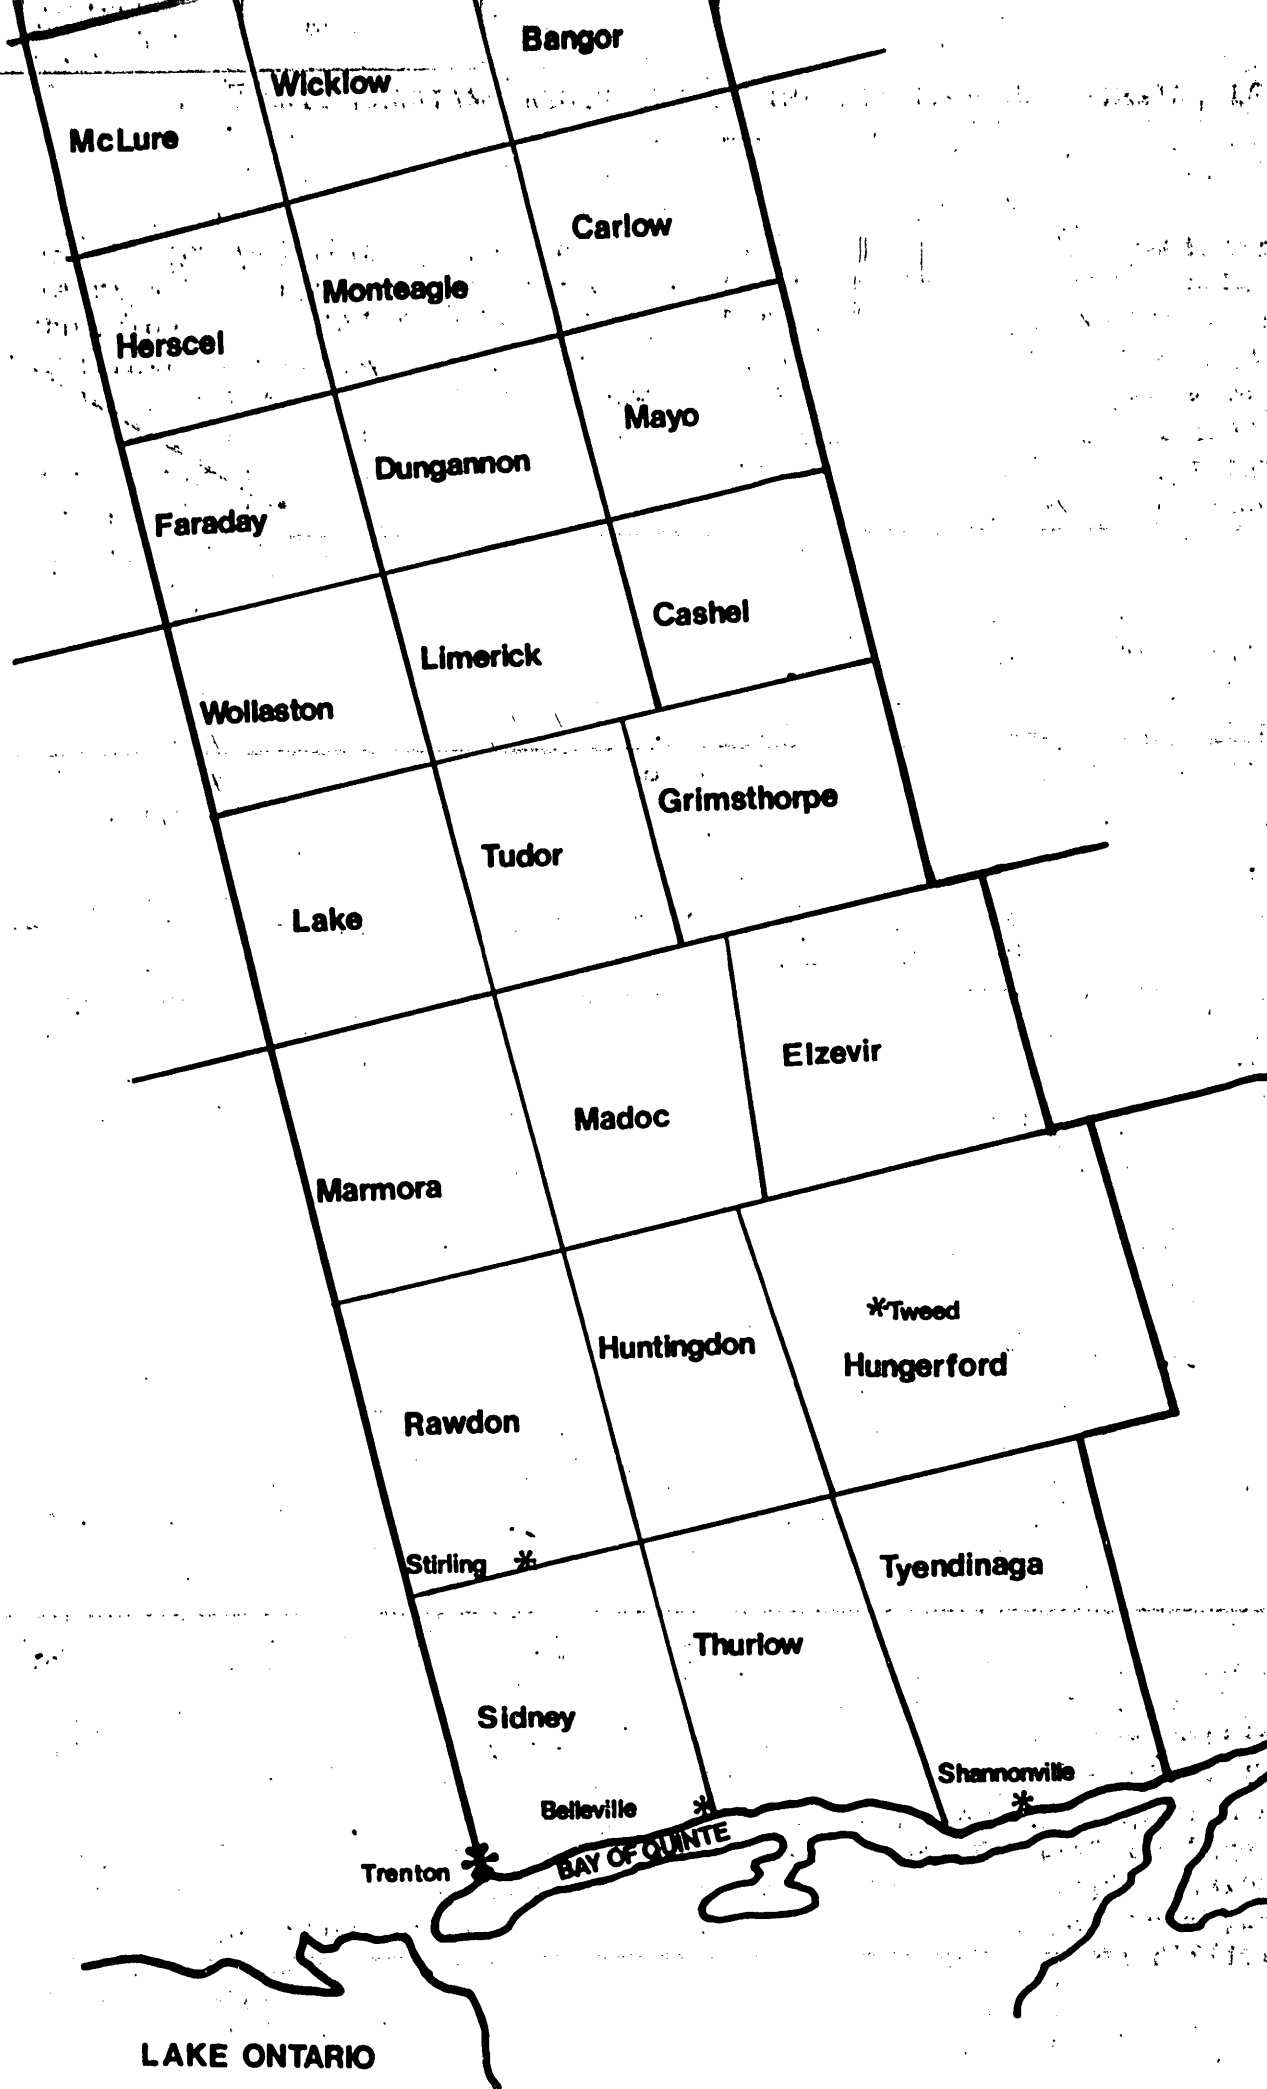 Bangor
Wicklow
McLure
Carlow
Monteagle
Herscel
Mayo
Dungannon
Faraday
Cashel
Limerick
Wollaston
Grimsthorpe
Tudor
Lake
Elzevir
Madoc
Marmora
*Tweed
Huntingdon
Hungerford
Rawdon
Stirling *
Tyendinaga
Thurlow
Sidney
Shannonville
*
Belleville *
Trenton *
BAY OF QUINTE
LAKE ONTARIO